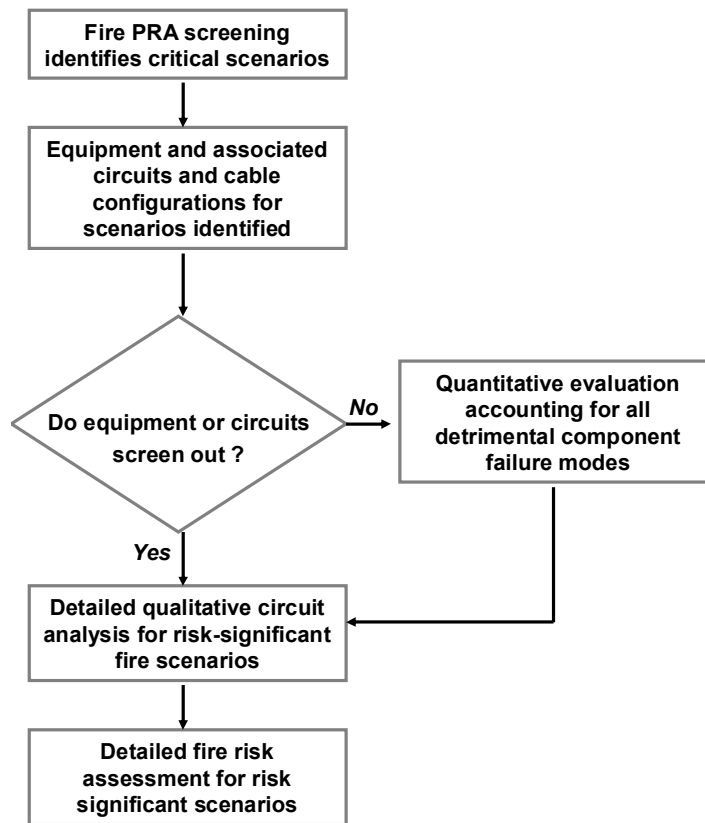 Fire PRA screening
identifies critical scenarios
Equipment and associated
circuits and cable
configurations for
scenarios identified
Do equipment or circuits
screen out ?
No
Quantitative evaluation
accounting for all
detrimental component
failure modes
Yes
Detailed qualitative circuit
analysis for risk-significant
fire scenarios
Detailed fire risk
assessment for risk
significant scenarios